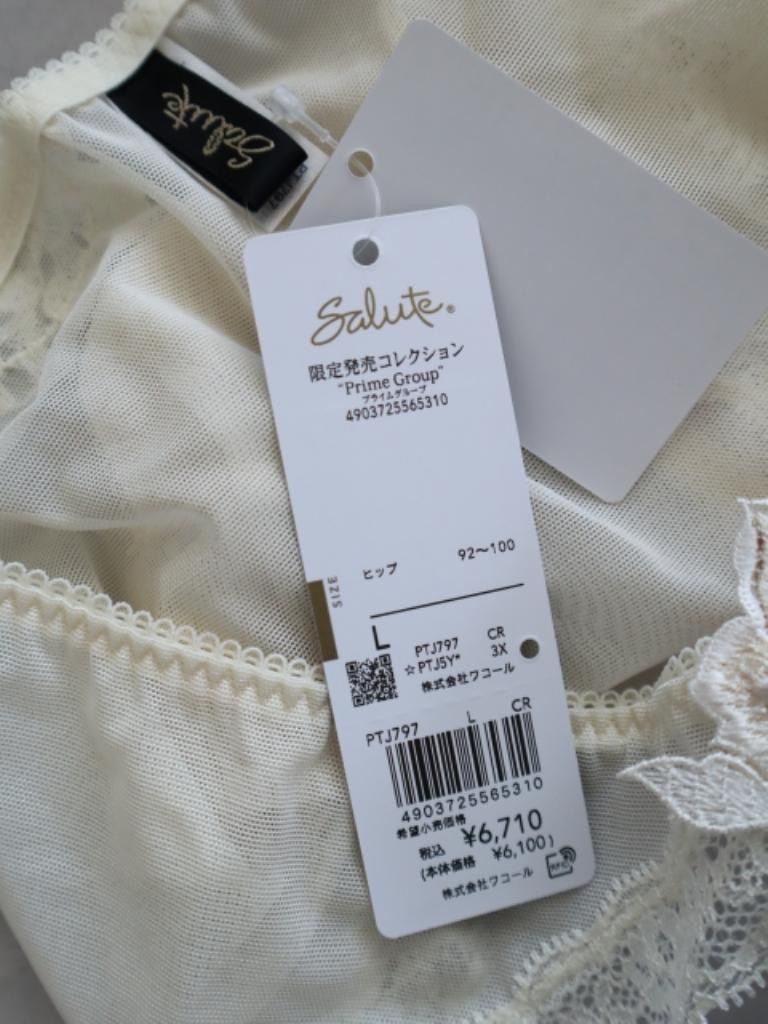 Salute
Salute®
限定発売コレクション
"Prime Group"
プライムグループ
4903725565310
ヒップ 92〜100
SIZE
L
PTJ797 CR
☆PTJ5Y* 3X
株式会社ワコール
PTJ797 L CR
4903725565310
希望小売価格
税込 ¥6,710
(本体価格 ¥6,100)
株式会社ワコール
RFID